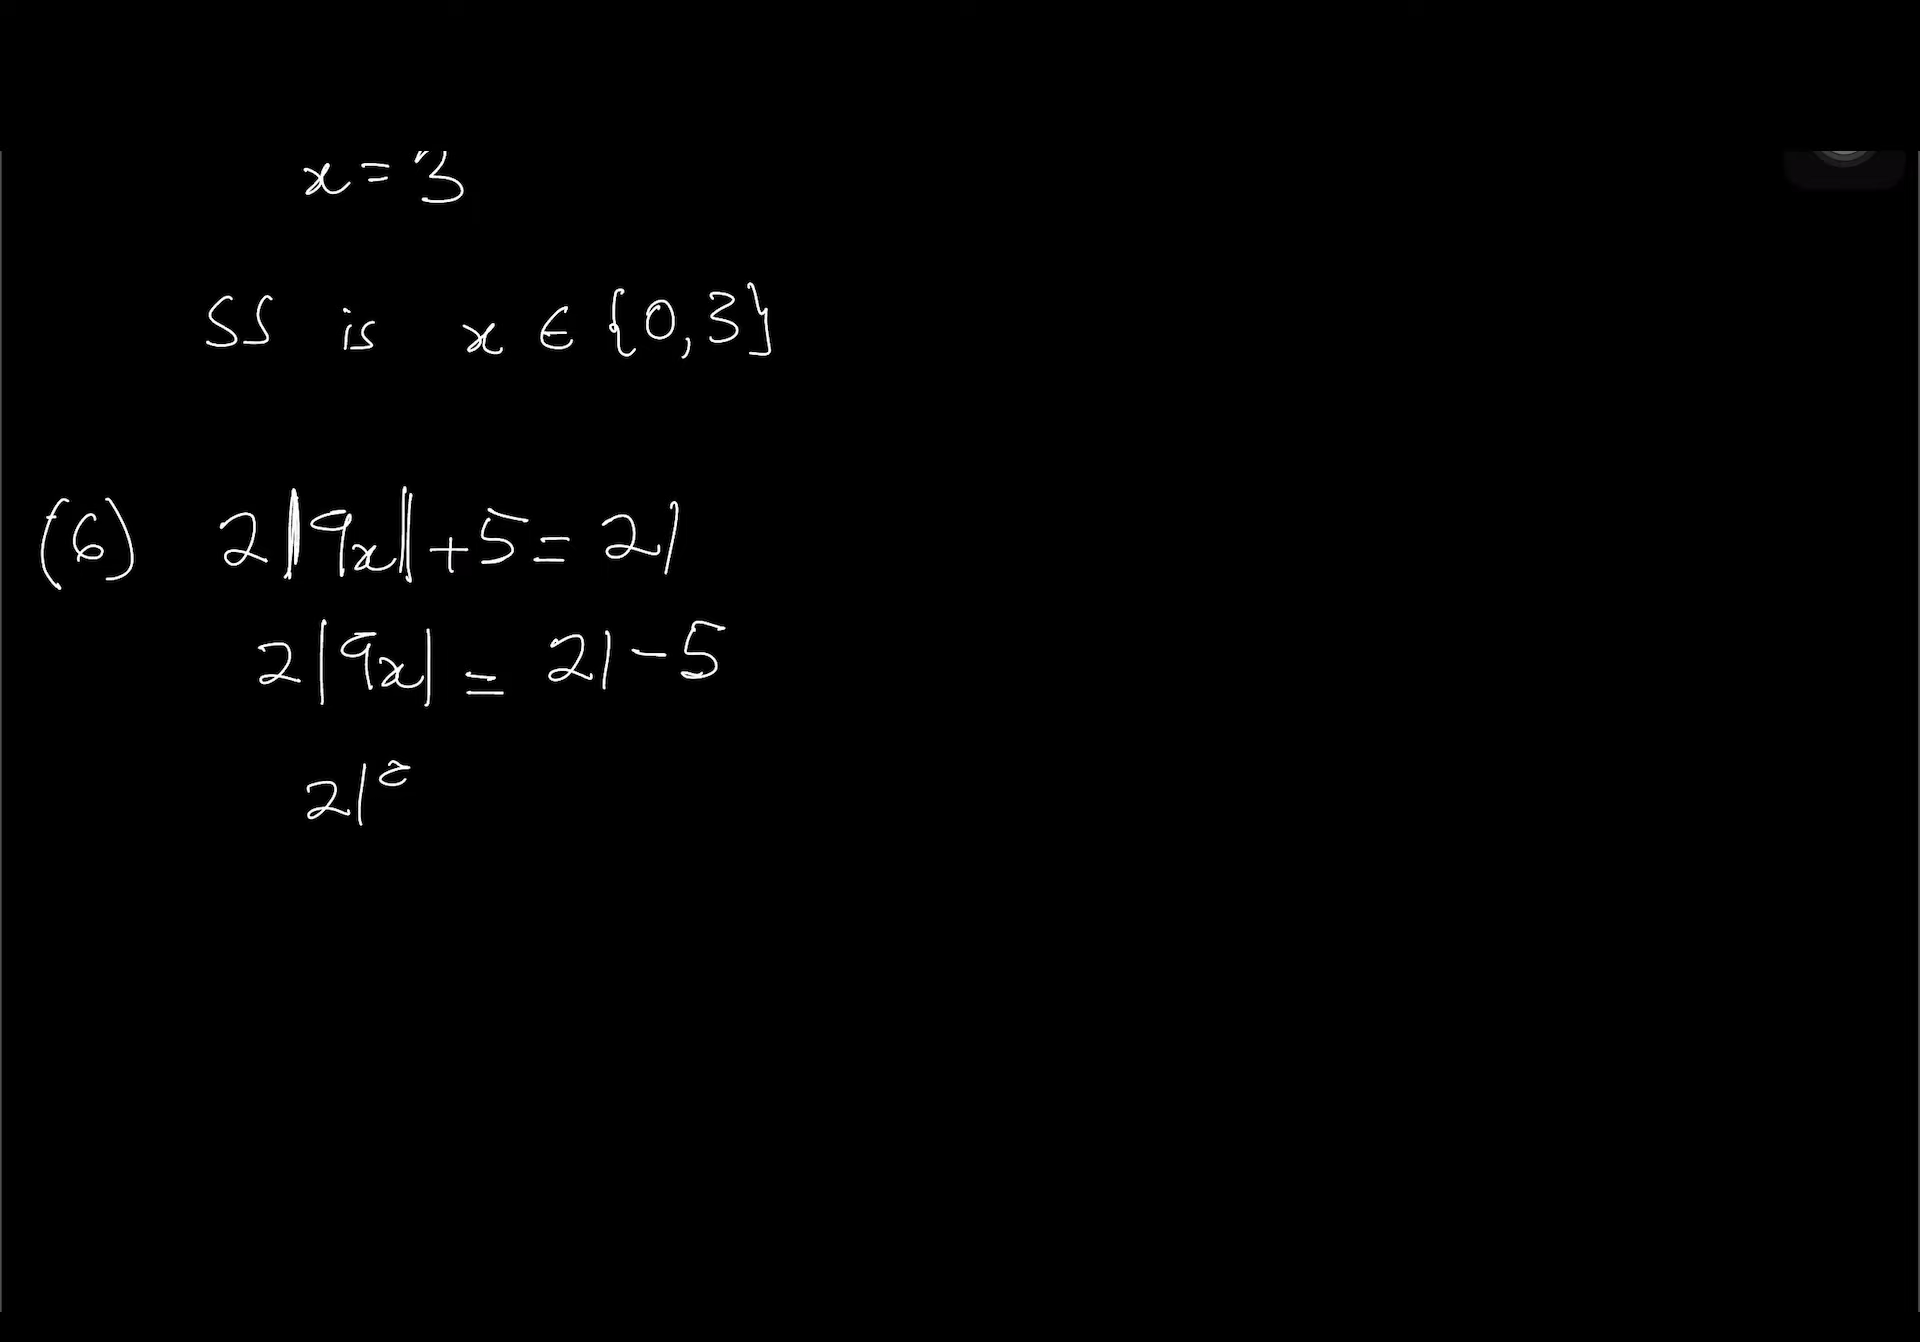 x = 3
SS is x ∈ {0,3}
(6) 2|9x| + 5 = 21
2|9x| = 21 - 5
2|